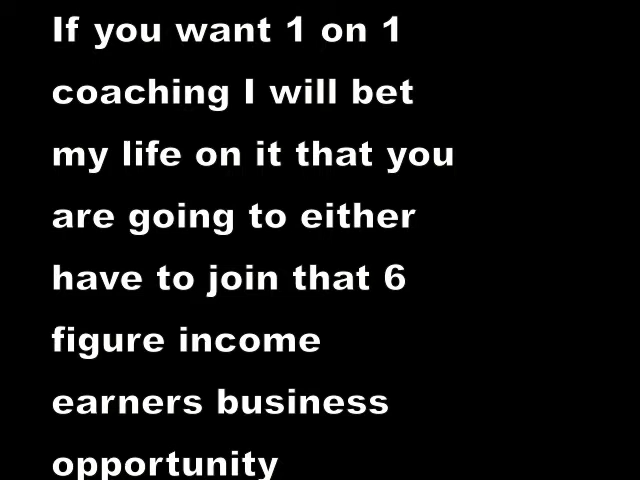 If you want 1 on 1
coaching I will bet
my life on it that you
are going to either
have to join that 6
figure income
earners business
opportunity